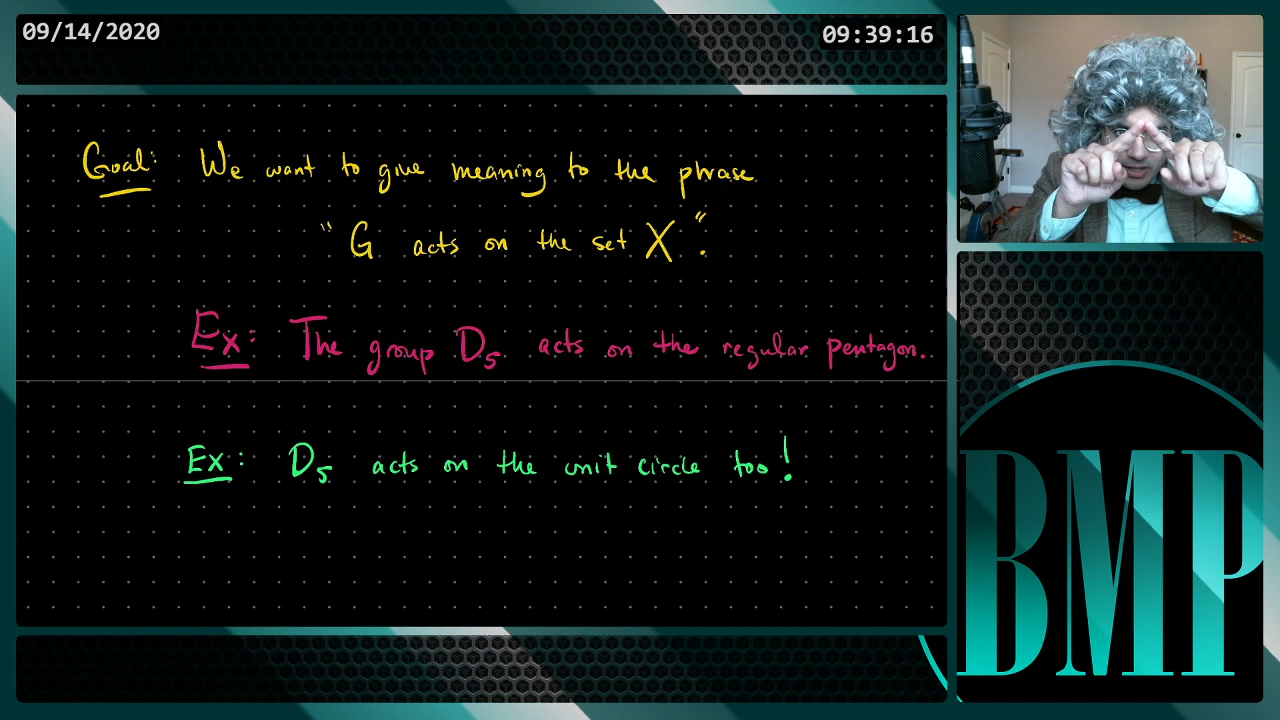 09/14/2020
09:39:16
Goal: We want to give meaning to the phrase
"G acts on the set X".
Ex: The group D₅ acts on the regular pentagon.
Ex: D₅ acts on the unit circle too!
BMP